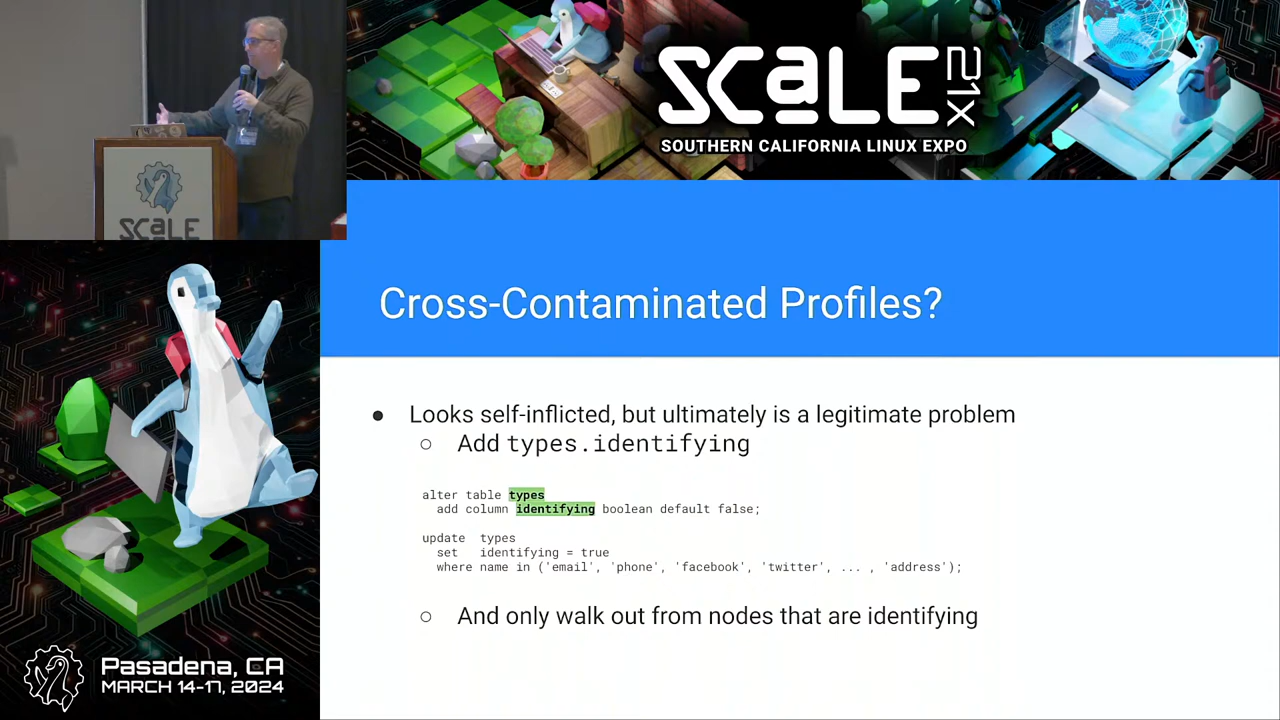 SCALE
21X
SOUTHERN CALIFORNIA LINUX EXPO
SCALE
Cross-Contaminated Profiles?
● Looks self-inflicted, but ultimately is a legitimate problem
○ Add types.identifying
alter table types
add column identifying boolean default false;
update types
set identifying = true
where name in ('email', 'phone', 'facebook', 'twitter', ... , 'address');
○ And only walk out from nodes that are identifying
Pasadena, CA
MARCH 14-17, 2024